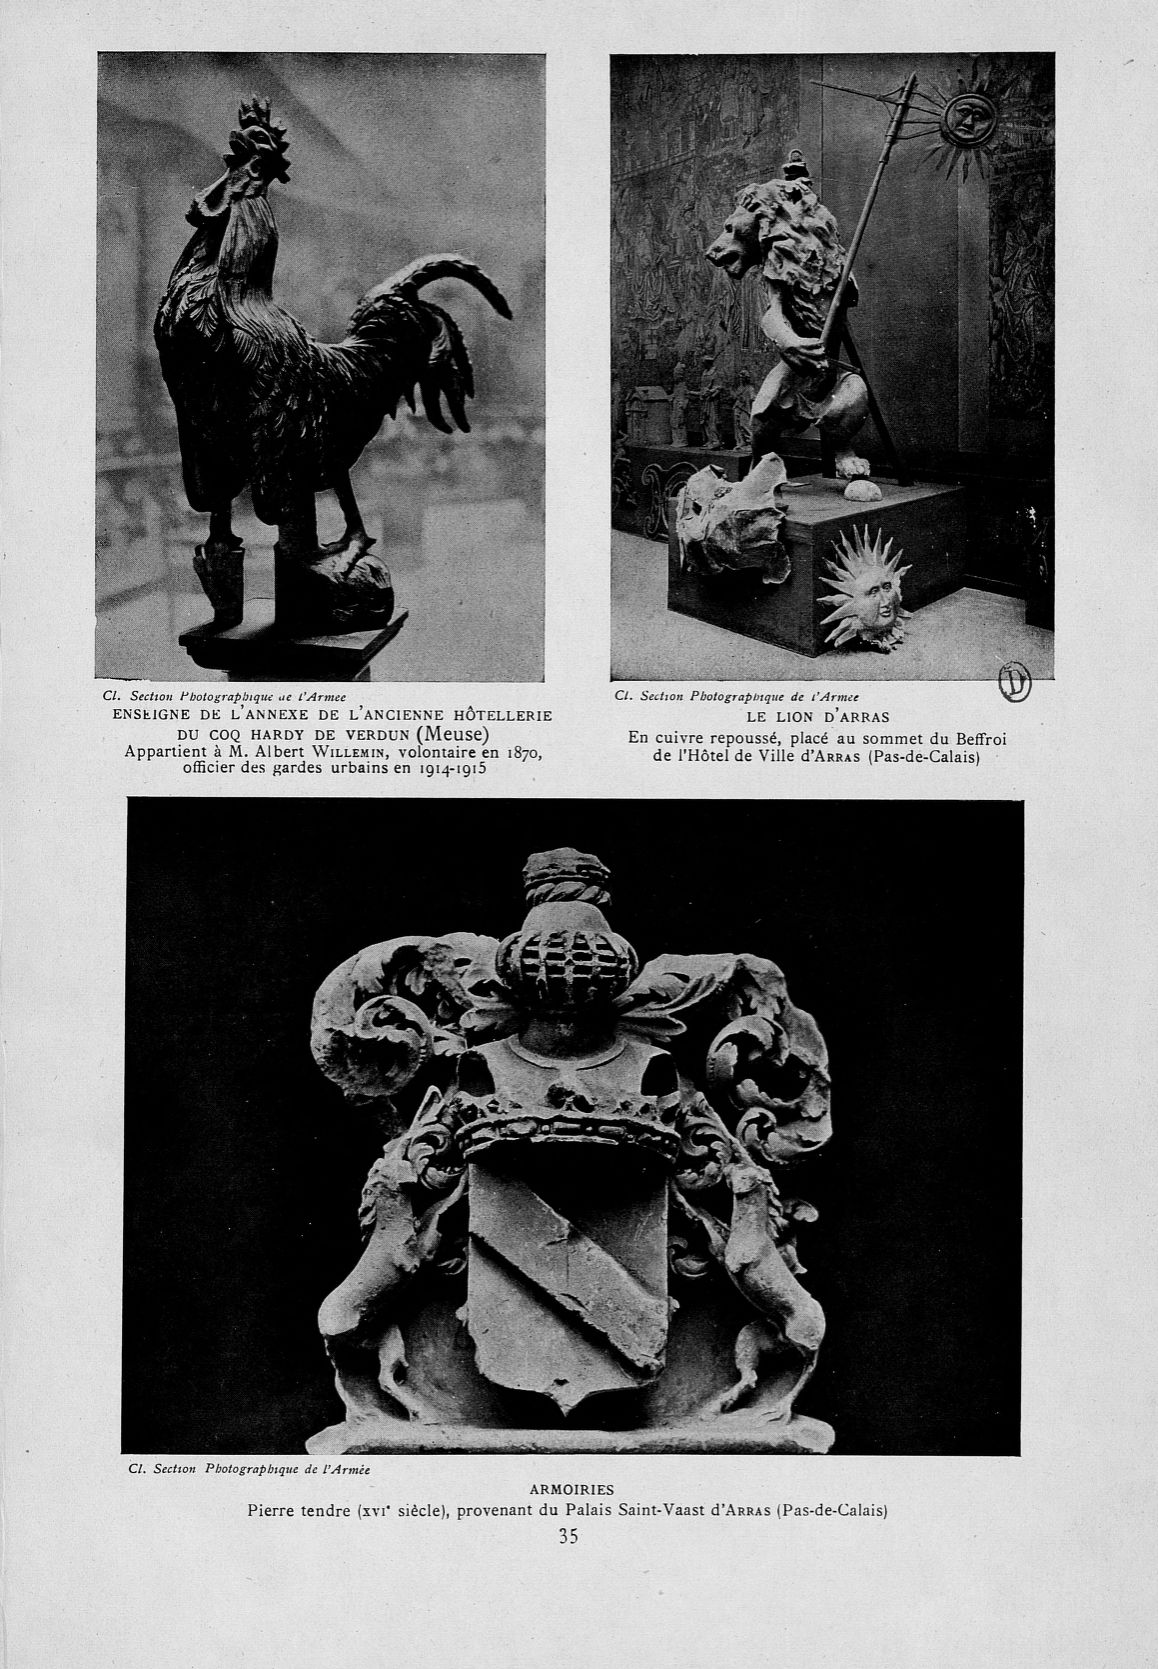 Cl. Section Photographique de l'Armee
ENSEIGNE DE L'ANNEXE DE L'ANCIENNE HÔTELLERIE
DU COQ HARDY DE VERDUN (Meuse)
Appartient à M. Albert WILLEMIN, volontaire en 1870,
officier des gardes urbains en 1914-1915
Cl. Section Photographique de l'Armee
D
LE LION D'ARRAS
En cuivre repoussé, placé au sommet du Beffroi
de l'Hôtel de Ville d'ARRAS (Pas-de-Calais)
Cl. Section Photographique de l'Armée
ARMOIRIES
Pierre tendre (XVIe siècle), provenant du Palais Saint-Vaast d'ARRAS (Pas-de-Calais)
35